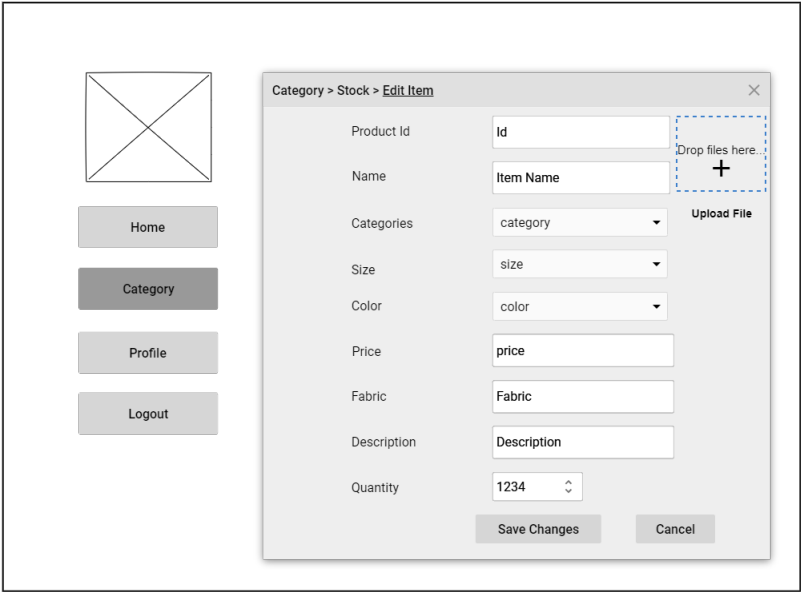 Category > Stock > Edit Item
Product Id
Id
Drop files here...
Name
Item Name
Upload File
Home
Categories
category
Size
size
Category
Color
color
Profile
Price
price
Fabric
Fabric
Logout
Description
Description
Quantity
1234
Save Changes
Cancel